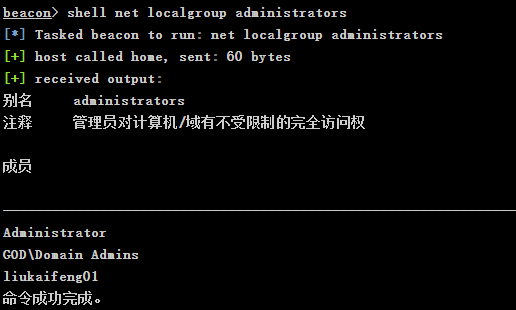 beacon> shell net localgroup administrators
[*] Tasked beacon to run: net localgroup administrators
[+] host called home, sent: 60 bytes
[+] received output:
别名     administrators
注释     管理员对计算机/域有不受限制的完全访问权
成员
-------------------------------------------------------------------------------
Administrator
GOD\Domain Admins
liukaifeng01
命令成功完成。